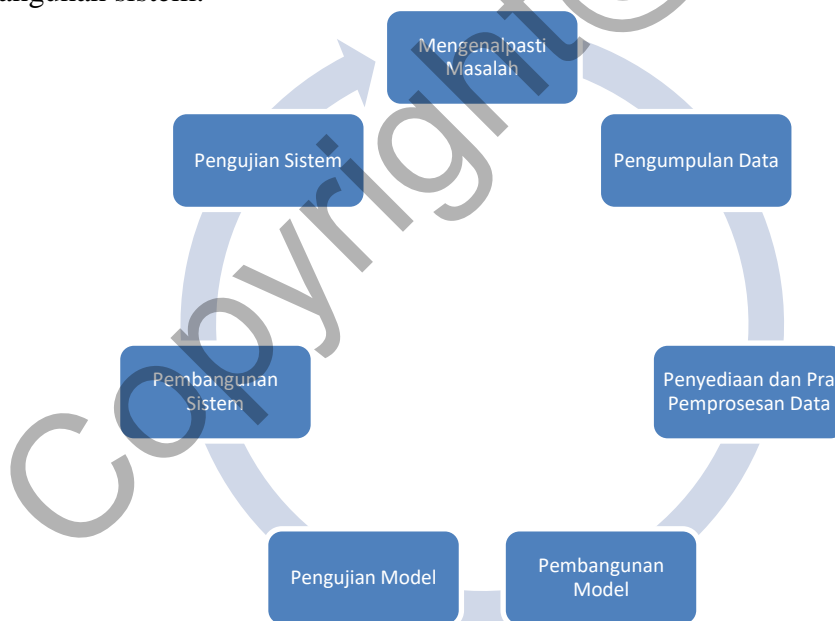 sistem.
Mengenalpasti
Masalah
Pengumpulan Data
Penyediaan dan Pra
Pemprosesan Data
Pembangunan
Model
Pengujian Model
Pembangunan
Sistem
Pengujian Sistem
Copyright@